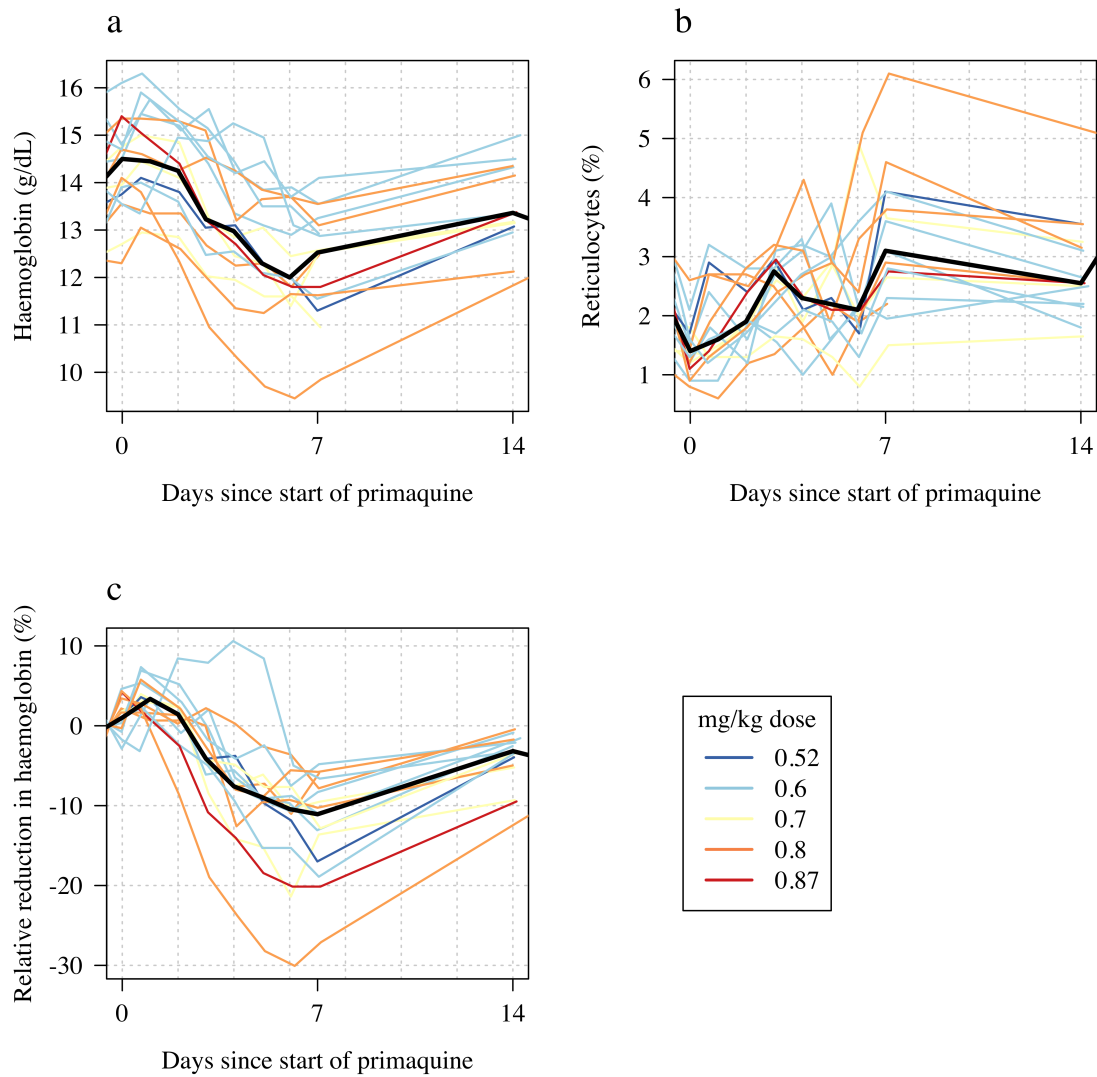 a
Haemoglobin (g/dL)
16
15
14
13
12
11
10
0 7 14
Days since start of primaquine
b
Reticulocytes (%)
6
5
4
3
2
1
0 7 14
Days since start of primaquine
c
Relative reduction in haemoglobin (%)
10
0
-10
-20
-30
0 7 14
Days since start of primaquine
mg/kg dose
0.52
0.6
0.7
0.8
0.87